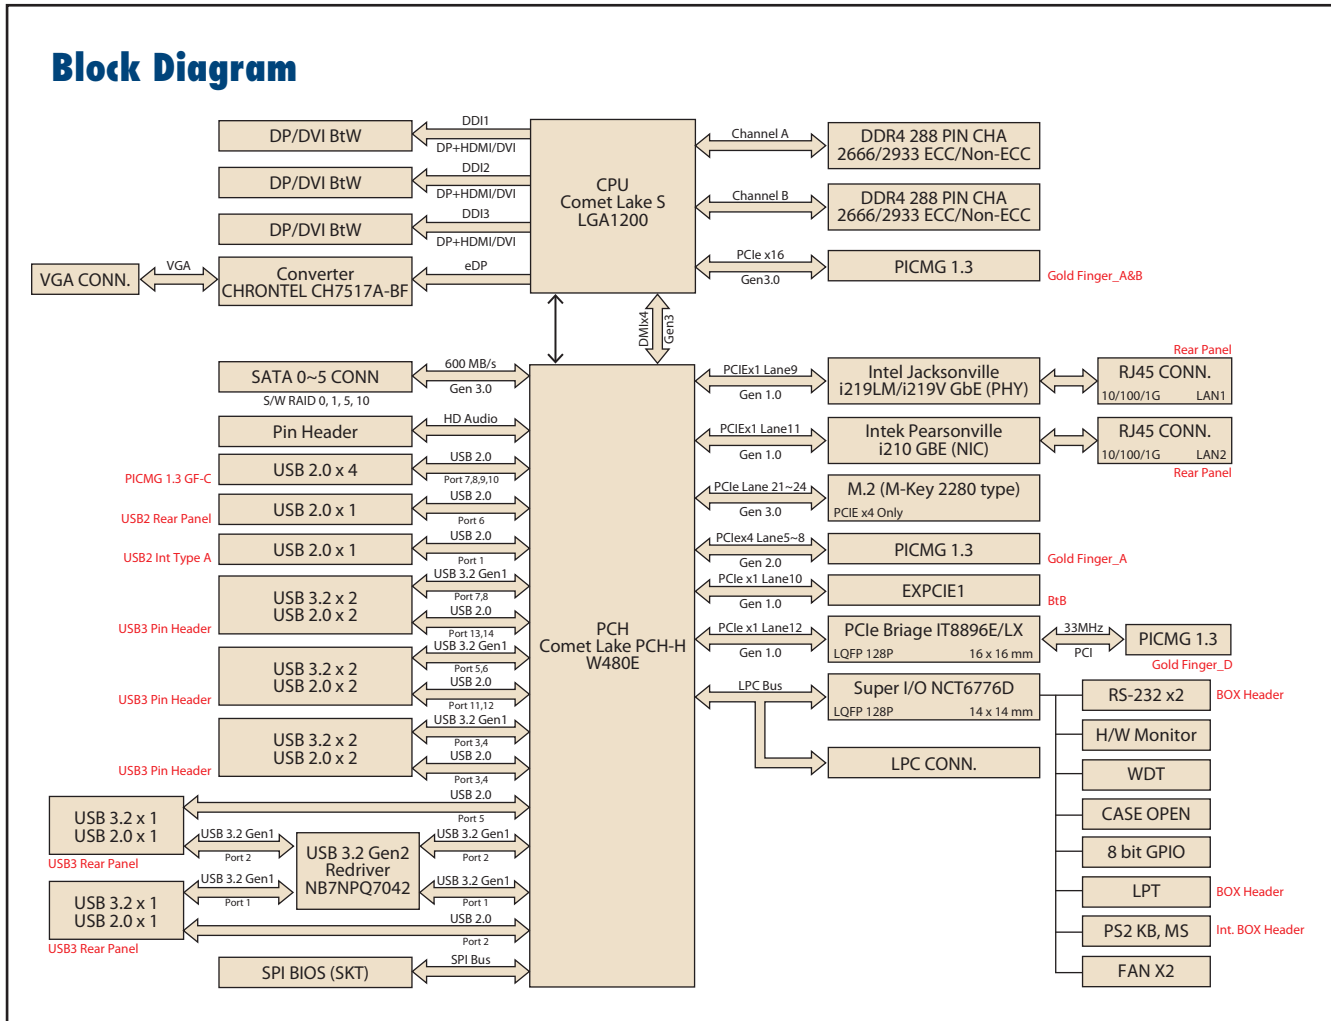 Block Diagram
DP/DVI BtW
DDI1
DP+HDMI/DVI
DP/DVI BtW
DDI2
DP+HDMI/DVI
DP/DVI BtW
DDI3
DP+HDMI/DVI
VGA CONN.
VGA
Converter
CHRONTEL CH7517A-BF
eDP
CPU
Comet Lake S
LGA1200
Channel A
DDR4 288 PIN CHA
2666/2933 ECC/Non-ECC
Channel B
DDR4 288 PIN CHA
2666/2933 ECC/Non-ECC
PCIe x16
Gen3.0
PICMG 1.3
Gold Finger_A&B
DMIx4
Gen3
SATA 0~5 CONN
S/W RAID 0, 1, 5, 10
600 MB/s
Gen 3.0
Pin Header
HD Audio
PICMG 1.3 GF-C
USB 2.0 x 4
USB 2.0
Port 7,8,9,10
USB2 Rear Panel
USB 2.0 x 1
USB 2.0
Port 6
USB2 Int Type A
USB 2.0 x 1
USB 2.0
Port 1
USB3 Pin Header
USB 3.2 x 2
USB 2.0 x 2
USB 3.2 Gen1
Port 7,8
USB 2.0
Port 13,14
USB3 Pin Header
USB 3.2 x 2
USB 2.0 x 2
USB 3.2 Gen1
Port 5,6
USB 2.0
Port 11,12
USB3 Pin Header
USB 3.2 x 2
USB 2.0 x 2
USB 3.2 Gen1
Port 3,4
USB 2.0
Port 3,4
USB 3.2 x 1
USB 2.0 x 1
USB3 Rear Panel
USB 2.0
Port 5
USB 3.2 Gen1
Port 2
USB 3.2 Gen2
Redriver
NB7NPQ7042
USB 3.2 Gen1
Port 2
USB 3.2 x 1
USB 2.0 x 1
USB3 Rear Panel
USB 3.2 Gen1
Port 1
USB 3.2 Gen1
Port 1
USB 2.0
Port 2
SPI BIOS (SKT)
SPI Bus
PCH
Comet Lake PCH-H
W480E
PCIEx1 Lane9
Gen 1.0
Intel Jacksonville
i219LM/i219V GbE (PHY)
Rear Panel
RJ45 CONN.
10/100/1G LAN1
PCIEx1 Lane11
Gen 1.0
Intek Pearsonville
i210 GBE (NIC)
RJ45 CONN.
10/100/1G LAN2
Rear Panel
PCIe Lane 21~24
Gen 3.0
M.2 (M-Key 2280 type)
PCIE x4 Only
PCIex4 Lane5~8
Gen 2.0
PICMG 1.3
Gold Finger_A
PCIe x1 Lane10
Gen 1.0
EXPCIE1
BtB
PCIe x1 Lane12
Gen 1.0
PCIe Briage IT8896E/LX
LQFP 128P 16 x 16 mm
33MHz
PCI
PICMG 1.3
Gold Finger_D
LPC Bus
Super I/O NCT6776D
LQFP 128P 14 x 14 mm
LPC CONN.
RS-232 x2
BOX Header
H/W Monitor
WDT
CASE OPEN
8 bit GPIO
LPT
BOX Header
PS2 KB, MS
Int. BOX Header
FAN X2